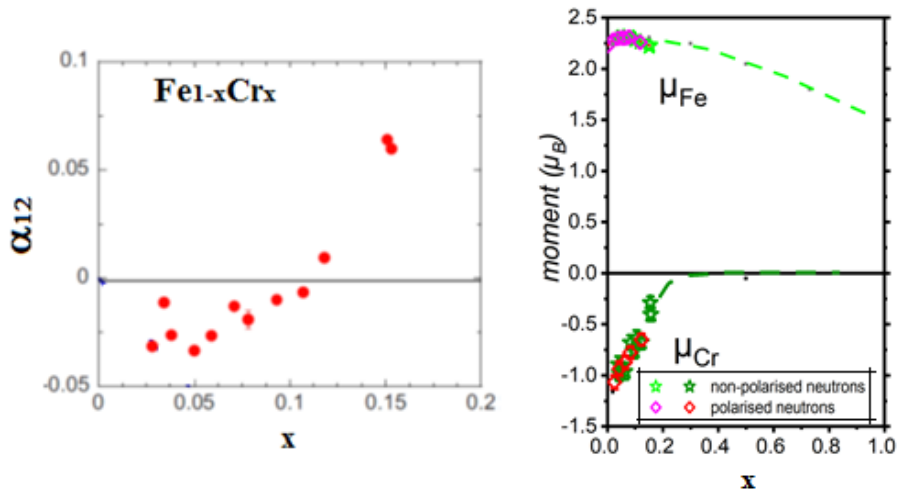 0.1
Fe1-xCrx
0.05
α12
0
-0.05
0
0.05
0.1
0.15
0.2
x
2.5
2.0
μFe
1.5
1.0
moment (μB)
0.5
0.0
-0.5
μCr
-1.0
non-polarised neutrons
polarised neutrons
-1.5
0.0
0.2
0.4
0.6
0.8
1.0
x